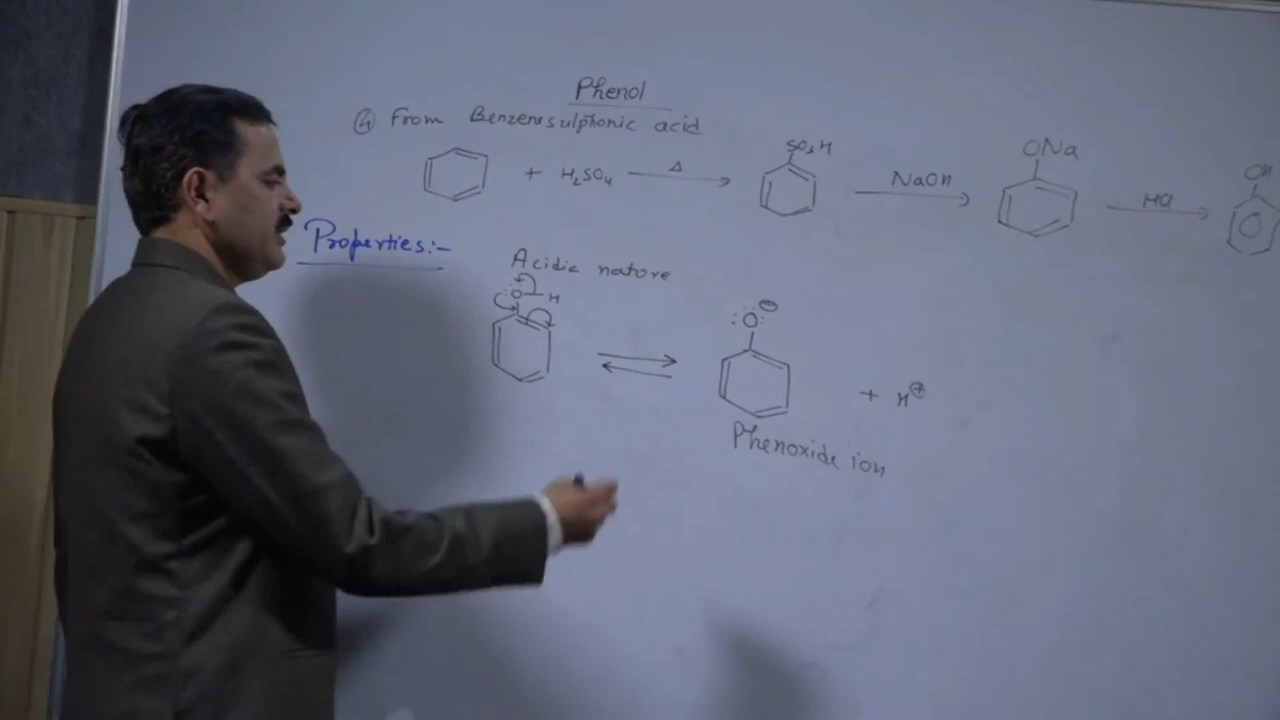 Phenol
④ From Benzenesulphonic acid
+ H₂SO₄ Δ SO₃H NaOH ONa HCl OH
Properties:-
Acidic nature
:O-H ⇌ :O:⊖ + H⊕
Phenoxide ion